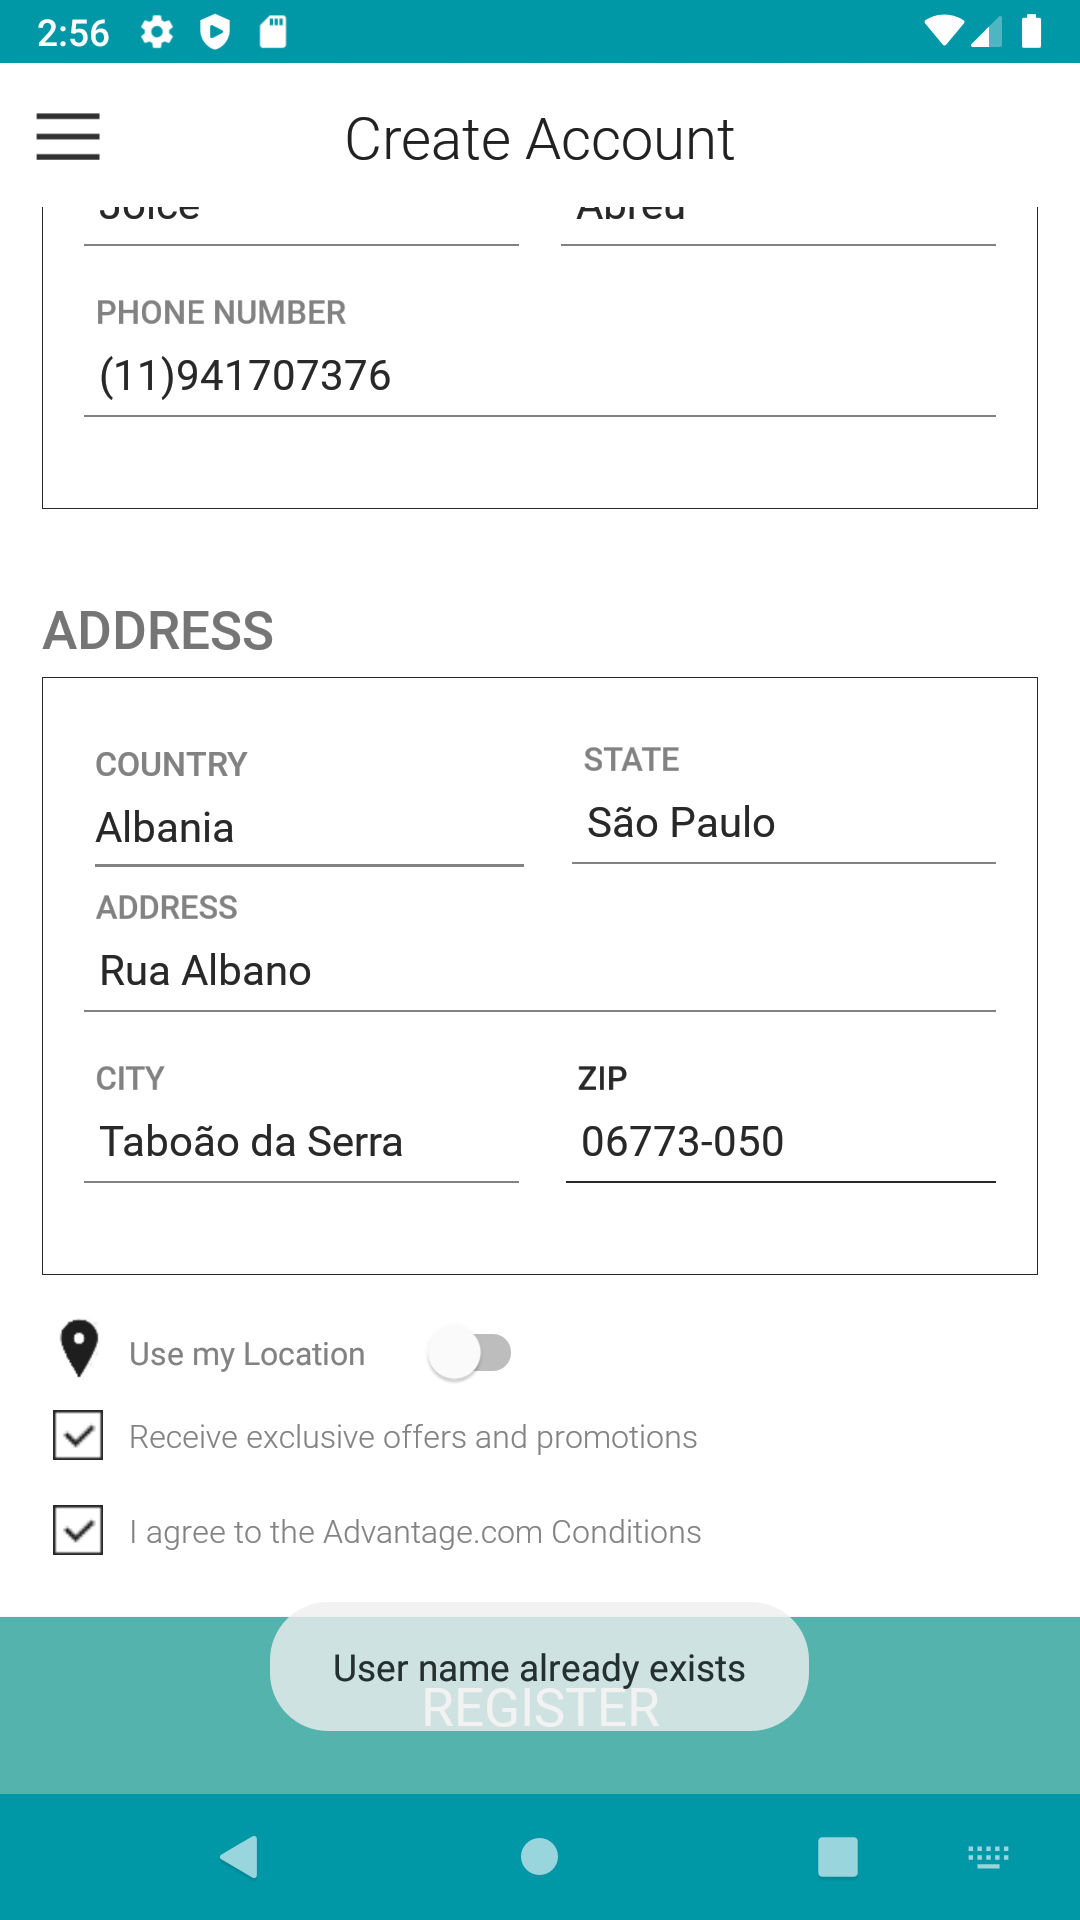 2:56
Create Account
Joice Abreu
PHONE NUMBER
(11)941707376
ADDRESS
COUNTRY STATE
Albania São Paulo
ADDRESS
Rua Albano
CITY ZIP
Taboão da Serra 06773-050
Use my Location
Receive exclusive offers and promotions
I agree to the Advantage.com Conditions
User name already exists
REGISTER